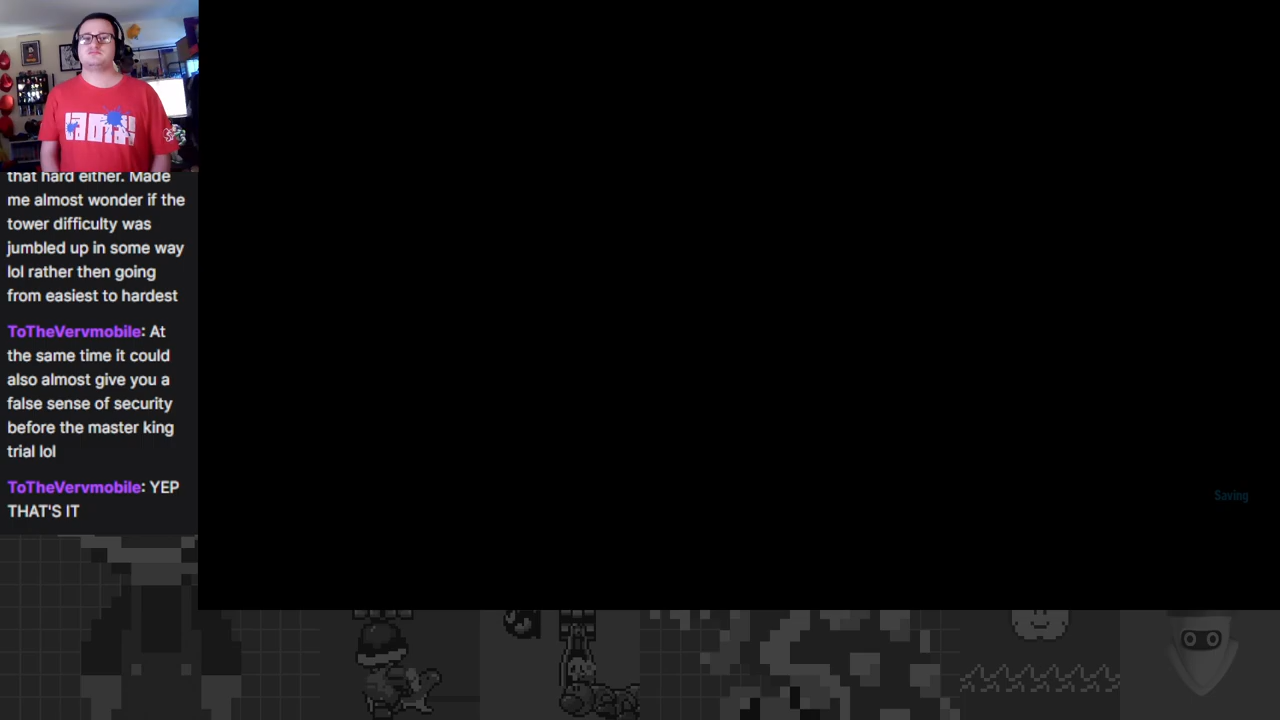 that hard either. Made
me almost wonder if the
tower difficulty was
jumbled up in some way
lol rather then going
from easiest to hardest
ToTheVervmobile: At
the same time it could
also almost give you a
false sense of security
before the master king
trial lol
ToTheVervmobile: YEP
THAT'S IT
Saving